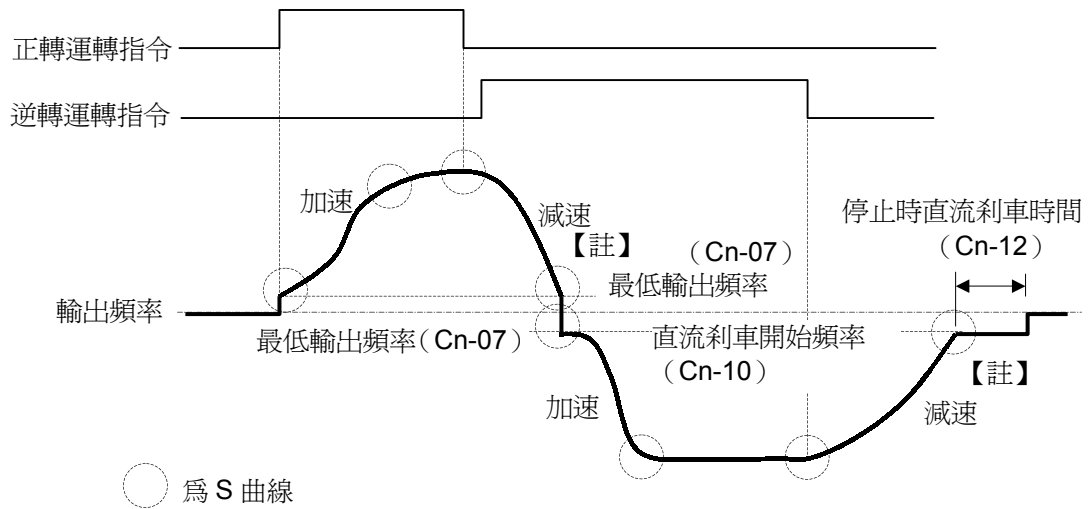 正轉運轉指令
逆轉運轉指令
加速
減速
【註】
（Cn-07）
停止時直流剎車時間
（Cn-12）
輸出頻率
最低輸出頻率
最低輸出頻率（Cn-07）
直流剎車開始頻率
（Cn-10）
【註】
加速
減速
爲 S 曲線